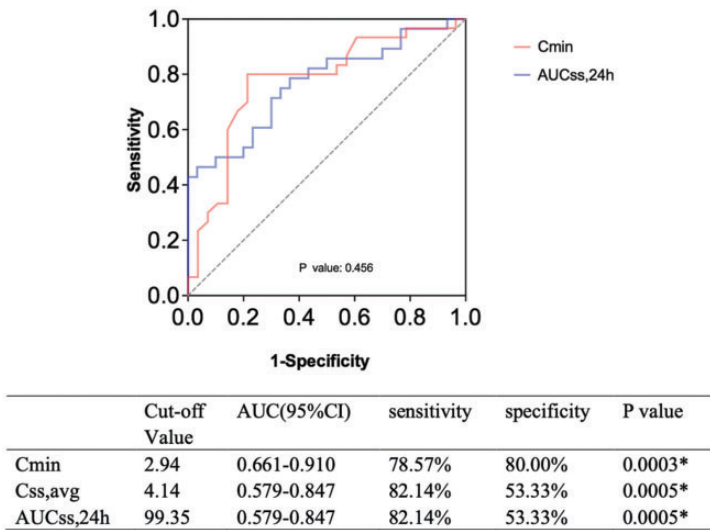 1.0
0.8
0.6
0.4
0.2
0.0
Sensitivity
0.0 0.2 0.4 0.6 0.8 1.0
1-Specificity
P value: 0.456
Cmin
AUCss,24h
Cut-off Value AUC(95%CI) sensitivity specificity P value
Cmin 2.94 0.661-0.910 78.57% 80.00% 0.0003*
Css,avg 4.14 0.579-0.847 82.14% 53.33% 0.0005*
AUCss,24h 99.35 0.579-0.847 82.14% 53.33% 0.0005*